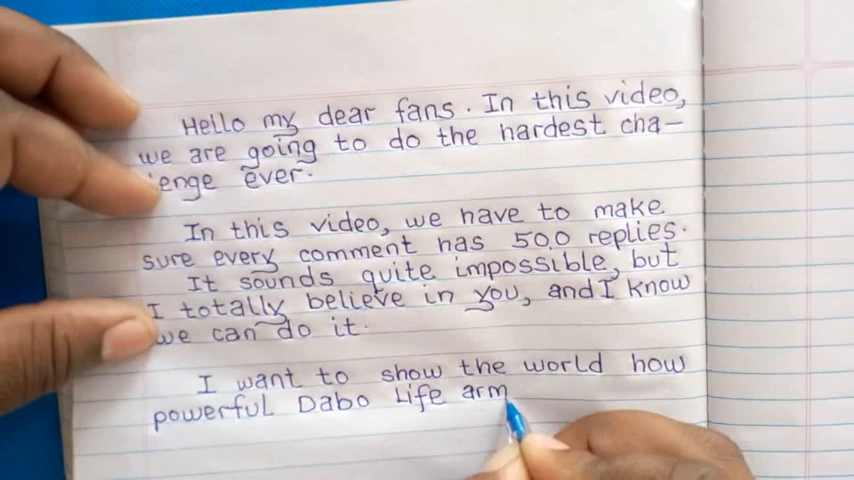 Hello my dear fans. In this video,
we are going to do the hardest cha-
enge ever.
In this video, we have to make
sure every comment has 500 replies.
It sounds quite impossible, but
I totally believe in you, and I know
we can do it.
I want to show the world how
powerful Dabo Life arm